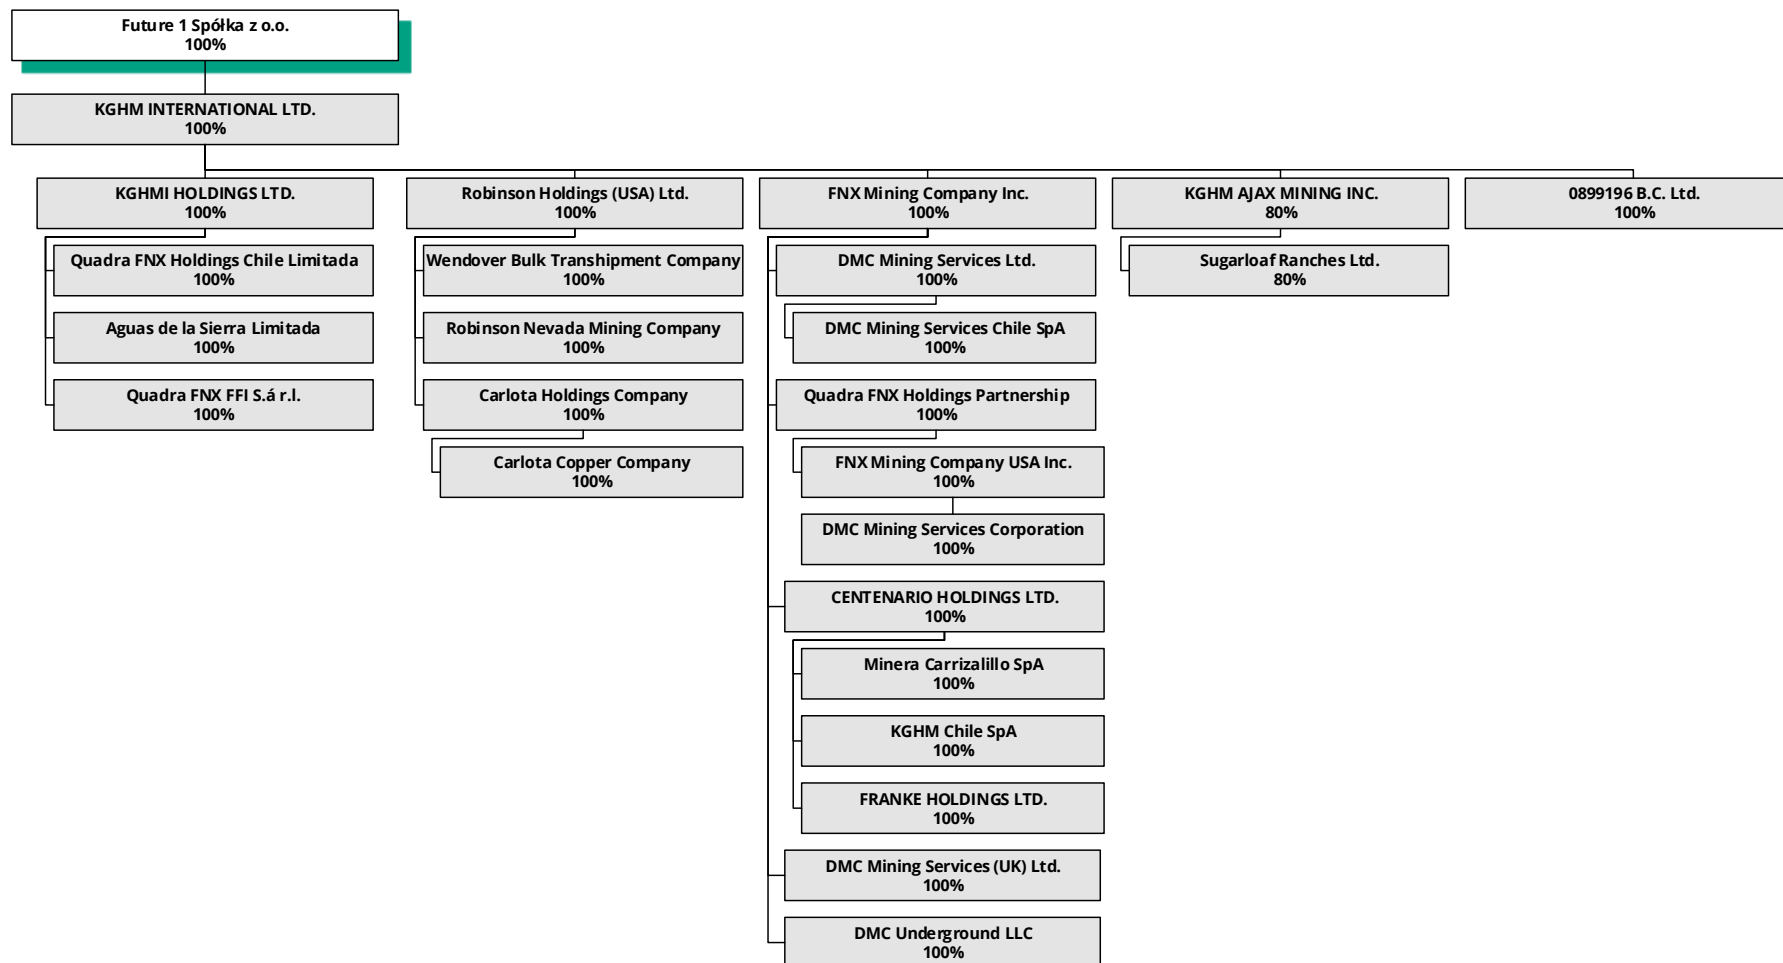 Future 1 Spółka z o.o.
100%
KGHM INTERNATIONAL LTD.
100%
KGHMI HOLDINGS LTD.
100%
Quadra FNX Holdings Chile Limitada
100%
Aguas de la Sierra Limitada
100%
Quadra FNX FFI S.á r.l.
100%
Robinson Holdings (USA) Ltd.
100%
Wendover Bulk Transhipment Company
100%
Robinson Nevada Mining Company
100%
Carlota Holdings Company
100%
Carlota Copper Company
100%
FNX Mining Company Inc.
100%
DMC Mining Services Ltd.
100%
DMC Mining Services Chile SpA
100%
Quadra FNX Holdings Partnership
100%
FNX Mining Company USA Inc.
100%
DMC Mining Services Corporation
100%
CENTENARIO HOLDINGS LTD.
100%
Minera Carrizalillo SpA
100%
KGHM Chile SpA
100%
FRANKE HOLDINGS LTD.
100%
DMC Mining Services (UK) Ltd.
100%
DMC Underground LLC
100%
KGHM AJAX MINING INC.
80%
Sugarloaf Ranches Ltd.
80%
0899196 B.C. Ltd.
100%